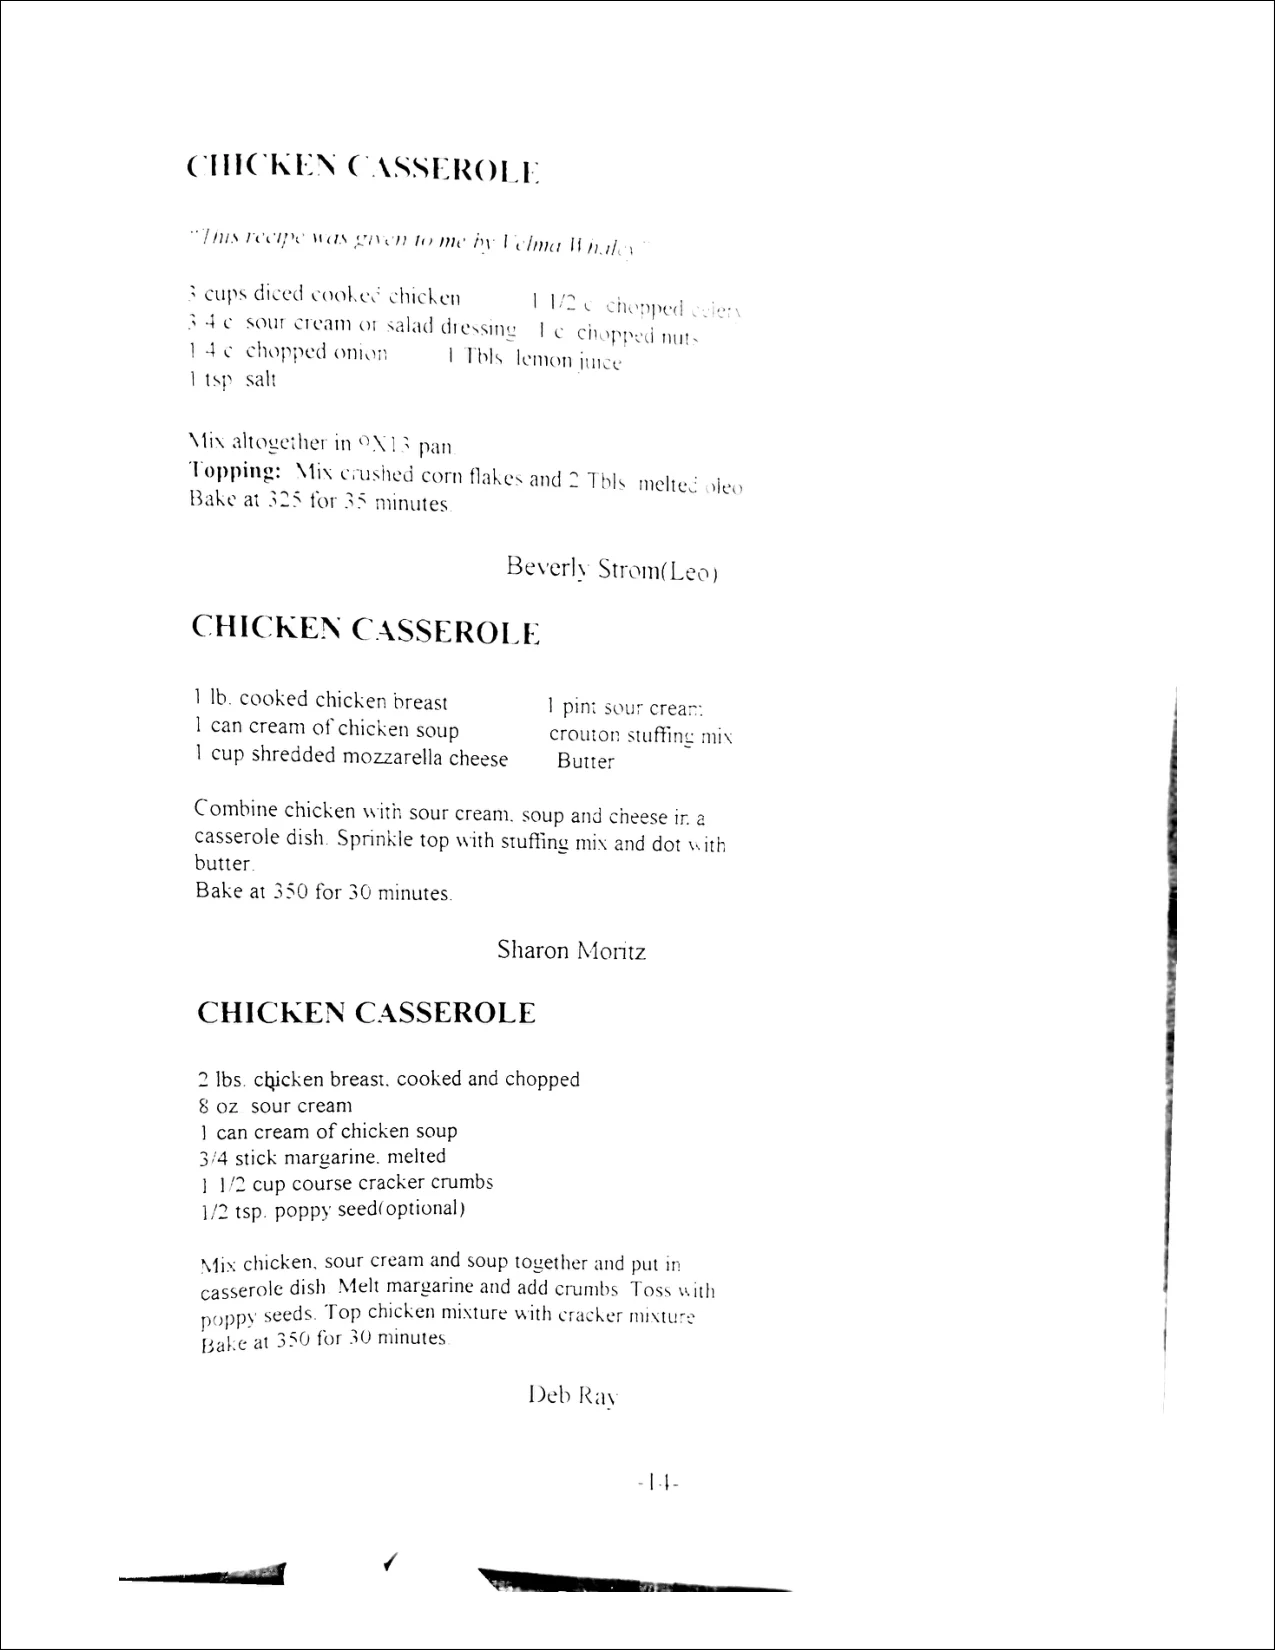 CHICKEN CASSEROLE
"This recipe was given to me by Velma Whaley"
3 cups diced cooked chicken 1 1/2 c chopped celery
3/4 c sour cream or salad dressing 1 c chopped nuts
1/4 c chopped onion 1 Tbls lemon juice
1 tsp salt
Mix altogether in 9X13 pan
Topping: Mix crushed corn flakes and 2 Tbls melted oleo
Bake at 325 for 35 minutes.
Beverly Strom(Leo)
CHICKEN CASSEROLE
1 lb. cooked chicken breast 1 pint sour cream
1 can cream of chicken soup crouton stuffing mix
1 cup shredded mozzarella cheese Butter
Combine chicken with sour cream, soup and cheese in a
casserole dish. Sprinkle top with stuffing mix and dot with
butter.
Bake at 350 for 30 minutes.
Sharon Moritz
CHICKEN CASSEROLE
2 lbs. chicken breast, cooked and chopped
8 oz sour cream
1 can cream of chicken soup
3/4 stick margarine, melted
1 1/2 cup course cracker crumbs
1/2 tsp. poppy seed(optional)
Mix chicken, sour cream and soup together and put in
casserole dish Melt margarine and add crumbs Toss with
poppy seeds. Top chicken mixture with cracker mixture
Bake at 350 for 30 minutes.
Deb Ray
-14-